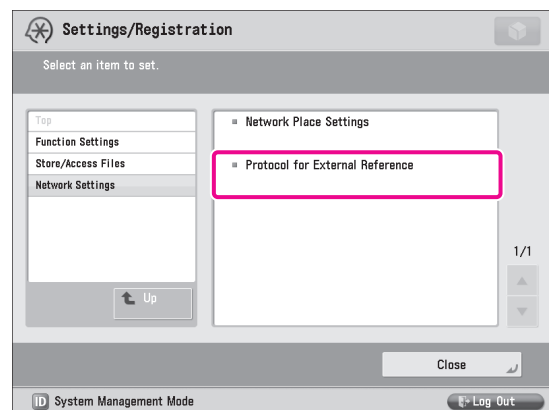 Settings/Registration
Select an item to set.
Top
Function Settings
Store/Access Files
Network Settings
Up
Network Place Settings
Protocol for External Reference
1/1
Close
ID System Management Mode
Log Out